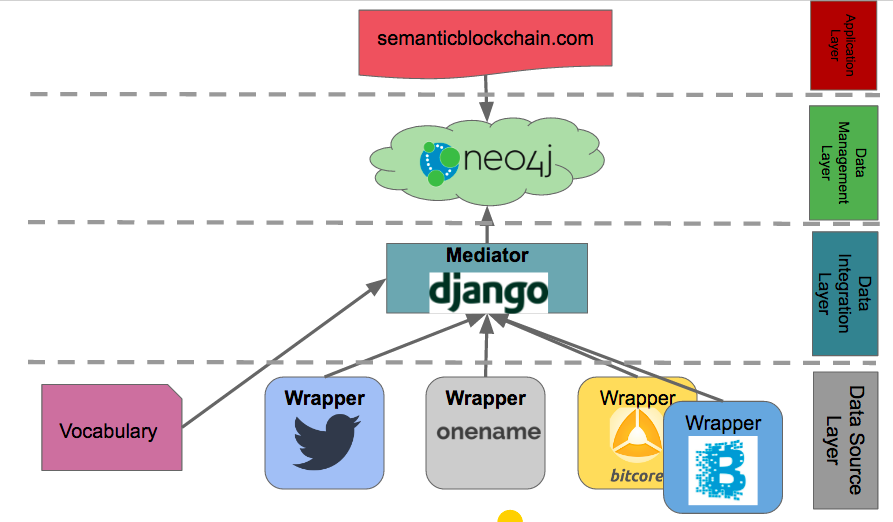 semanticblockchain.com
Application
Layer
neo4j
Data
Management
Layer
Mediator
django
Data
Integration
Layer
Vocabulary
Wrapper
Wrapper
onename
Wrapper
bitcore
Wrapper
Data Source
Layer